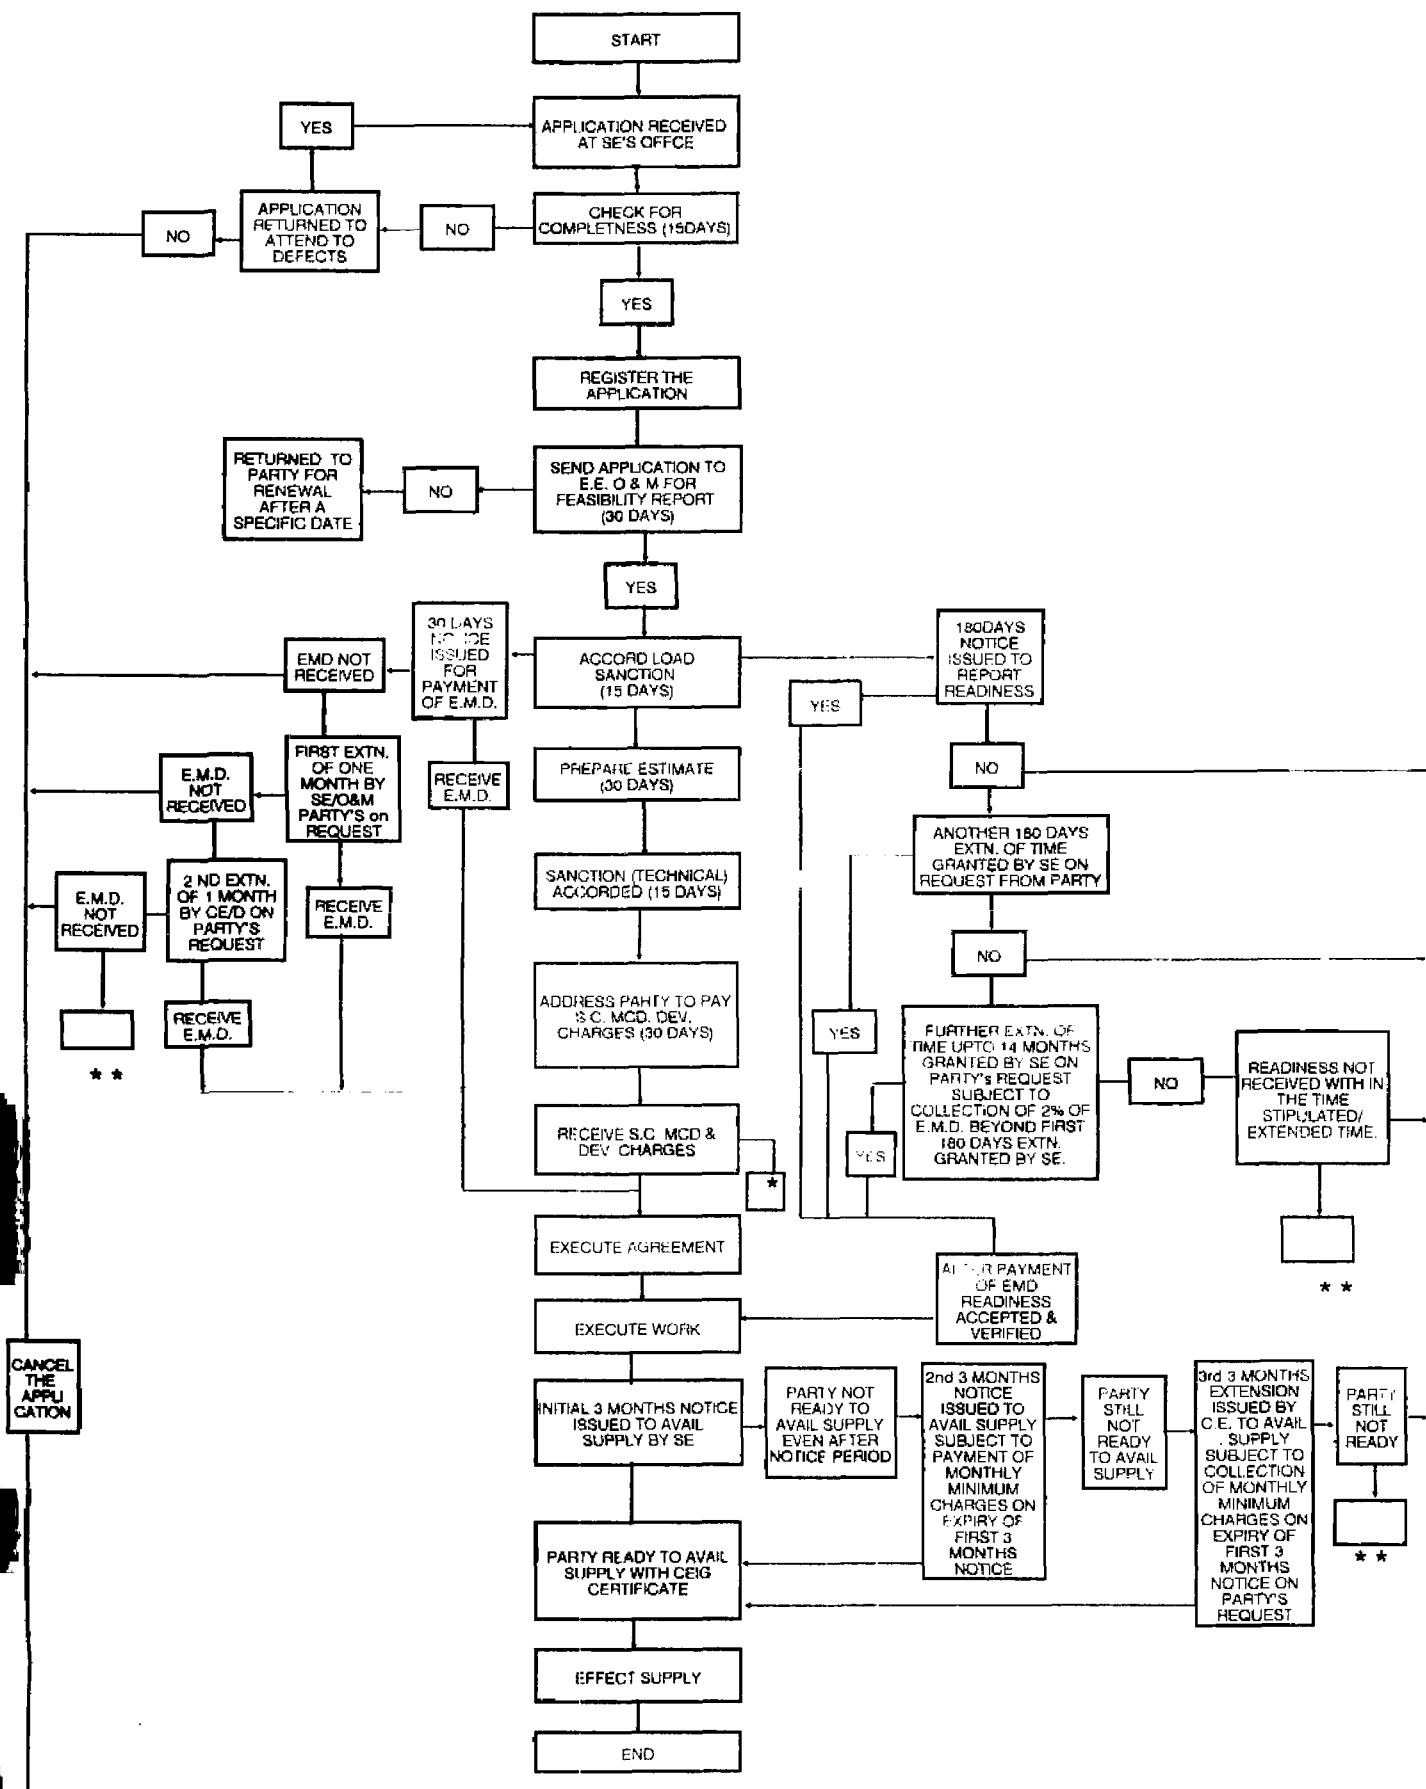 START
YES
APPLICATION RECEIVED
AT SE'S OFFCE
NO
APPLICATION
RETURNED TO
ATTEND TO
DEFECTS
NO
CHECK FOR
COMPLETNESS (15DAYS)
YES
REGISTER THE
APPLICATION
RETURNED TO
PARTY FOR
RENEWAL
AFTER A
SPECIFIC DATE
NO
SEND APPLICATION TO
E.E. O & M FOR
FEASIBILITY REPORT
(30 DAYS)
YES
EMD NOT
RECEIVED
30 DAYS
NOTICE
ISSUED
FOR
PAYMENT
OF E.M.D.
ACCORD LOAD
SANCTION
(15 DAYS)
180DAYS
NOTICE
ISSUED TO
REPORT
READINESS
YES
E.M.D.
NOT
RECEIVED
FIRST EXTN.
OF ONE
MONTH BY
SE/O&M
PARTY'S on
REQUEST
RECEIVE
E.M.D.
PREPARE ESTIMATE
(30 DAYS)
NO
ANOTHER 180 DAYS
EXTN. OF TIME
GRANTED BY SE ON
REQUEST FROM PARTY
E.M.D.
NOT
RECEIVED
2 ND EXTN.
OF 1 MONTH
BY CE/D ON
PARTY'S
REQUEST
RECEIVE
E.M.D.
SANCTION (TECHNICAL)
ACCORDED (15 DAYS)
NO
RECEIVE
E.M.D.
* *
ADDRESS PARTY TO PAY
S.C. MCD. DEV.
CHARGES (30 DAYS)
YES
FURTHER EXTN. OF
TIME UPTO 14 MONTHS
GRANTED BY SE ON
PARTY's REQUEST
SUBJECT TO
COLLECTION OF 2% OF
E.M.D. BEYOND FIRST
180 DAYS EXTN.
GRANTED BY SE.
NO
READINESS NOT
RECEIVED WITH IN
THE TIME
STIPULATED/
EXTENDED TIME.
RECEIVE S.C. MCD &
DEV. CHARGES
*
YES
* *
EXECUTE AGREEMENT
AFTER PAYMENT
OF EMD
READINESS
ACCEPTED &
VERIFIED
EXECUTE WORK
CANCEL
THE
APPLI
CATION
INITIAL 3 MONTHS NOTICE
ISSUED TO AVAIL
SUPPLY BY SE
PARTY NOT
READY TO
AVAIL SUPPLY
EVEN AFTER
NOTICE PERIOD
2nd 3 MONTHS
NOTICE
ISSUED TO
AVAIL SUPPLY
SUBJECT TO
PAYMENT OF
MONTHLY
MINIMUM
CHARGES ON
EXPIRY OF
FIRST 3
MONTHS
NOTICE
PARTY
STILL
NOT
READY
TO AVAIL
SUPPLY
3rd 3 MONTHS
EXTENSION
ISSUED BY
C.E. TO AVAIL
SUPPLY
SUBJECT TO
COLLECTION
OF MONTHLY
MINIMUM
CHARGES ON
EXPIRY OF
FIRST 3
MONTHS
NOTICE ON
PARTY'S
REQUEST
PARTY
STILL
NOT
READY
* *
PARTY READY TO AVAIL
SUPPLY WITH CEIG
CERTIFICATE
EFFECT SUPPLY
END